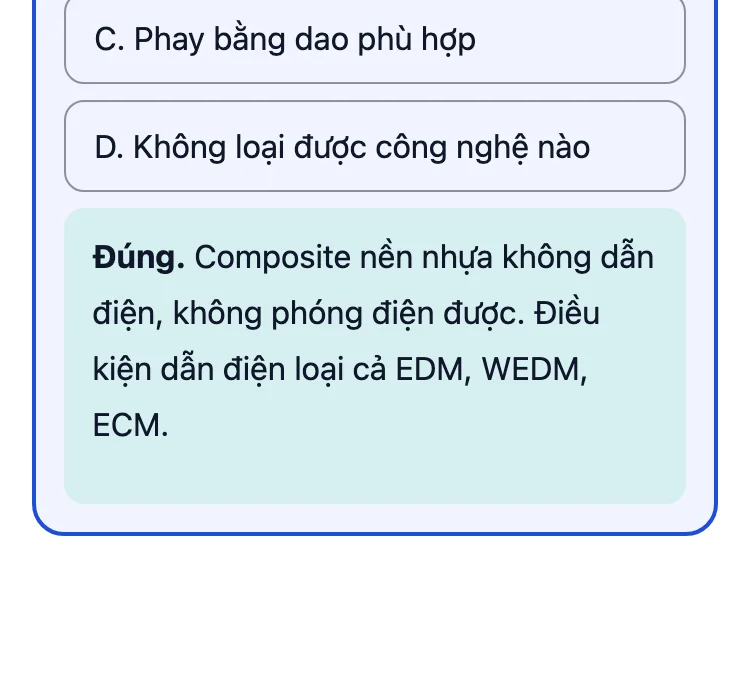 C. Phay bằng dao phù hợp
D. Không loại được công nghệ nào
Đúng. Composite nền nhựa không dẫn
điện, không phóng điện được. Điều
kiện dẫn điện loại cả EDM, WEDM,
ECM.